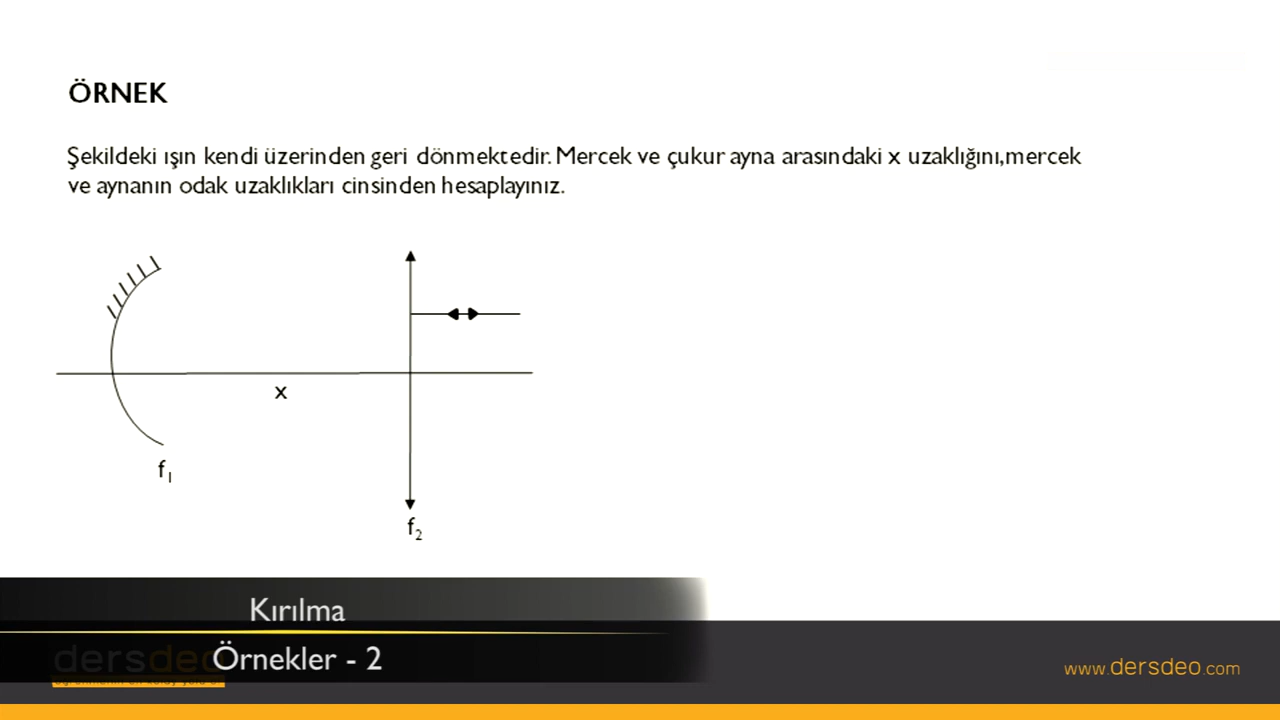 ÖRNEK
Şekildeki ışın kendi üzerinden geri dönmektedir. Mercek ve çukur ayna arasındaki x uzaklığını,mercek
ve aynanın odak uzaklıkları cinsinden hesaplayınız.
x
f₁
f₂
Kırılma
Örnekler - 2
dersdeo
www.dersdeo.com